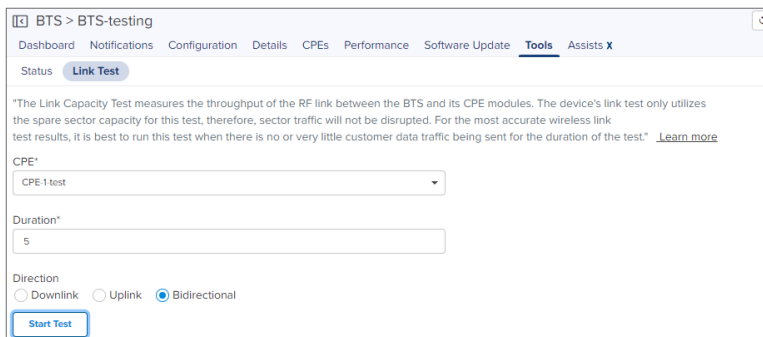 BTS > BTS-testing
Dashboard Notifications Configuration Details CPEs Performance Software Update Tools Assists X
Status Link Test
"The Link Capacity Test measures the throughput of the RF link between the BTS and its CPE modules. The device's link test only utilizes
the spare sector capacity for this test, therefore, sector traffic will not be disrupted. For the most accurate wireless link
test results, it is best to run this test when there is no or very little customer data traffic being sent for the duration of the test." Learn more
CPE*
CPE-1-test
Duration*
5
Direction
Downlink Uplink Bidirectional
Start Test